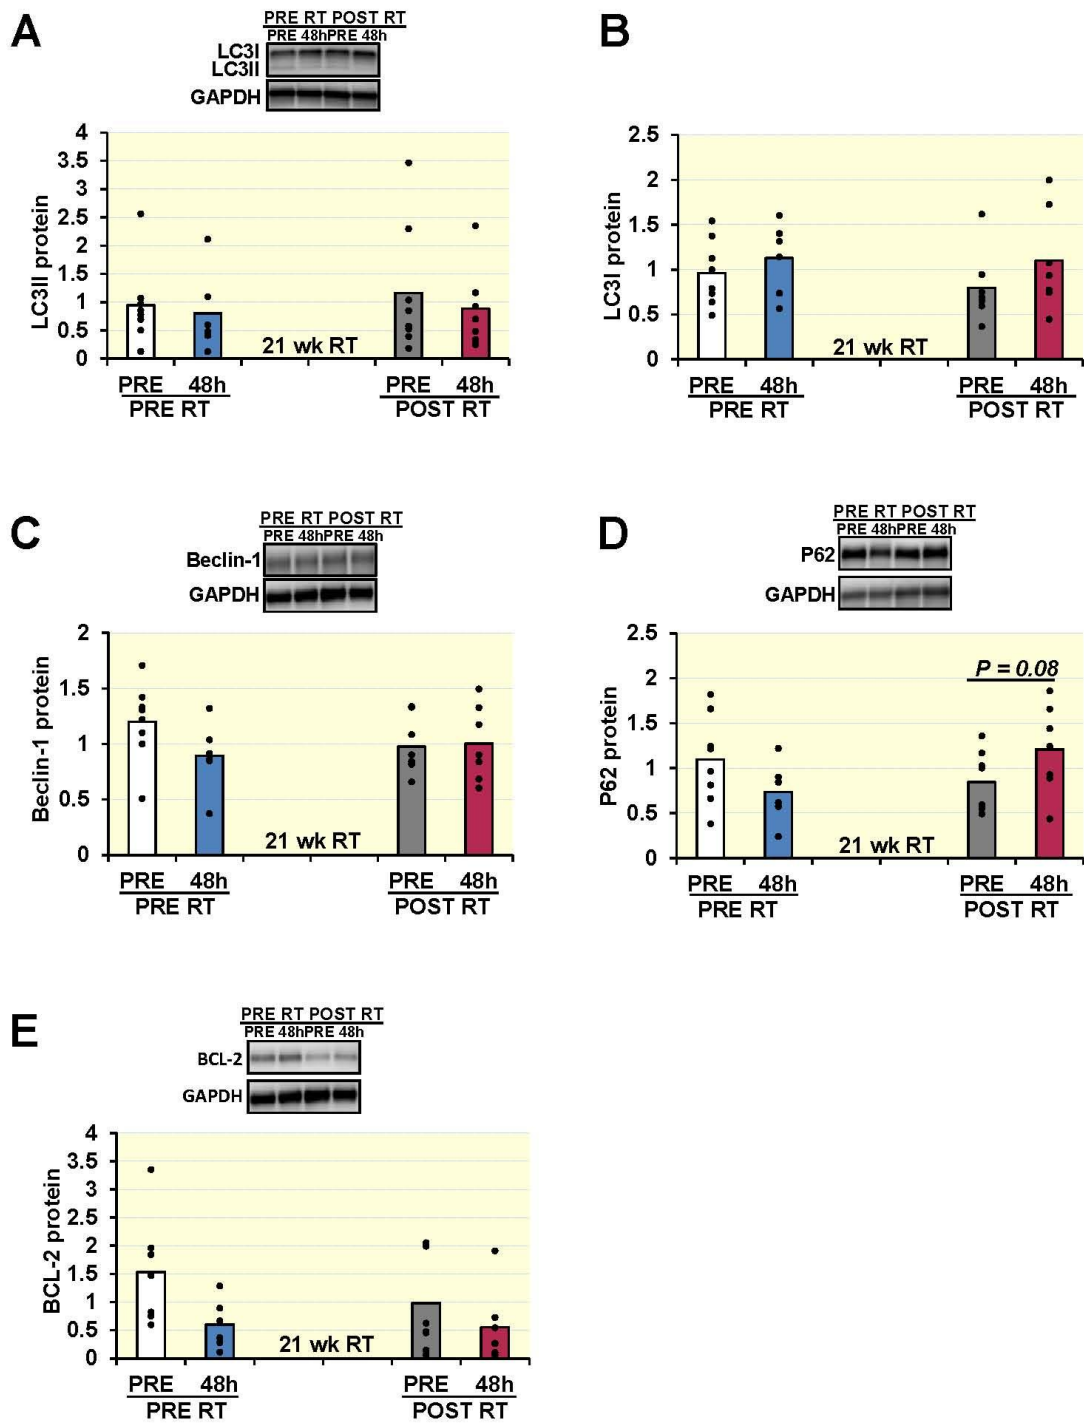 A
PRE RT POST RT
PRE 48hPRE 48h
LC3I
LC3II
GAPDH
LC3II protein
4
3.5
3
2.5
2
1.5
1
0.5
0
21 wk RT
PRE 48h PRE 48h
PRE RT POST RT
B
LC3I protein
2.5
2
1.5
1
0.5
0
21 wk RT
PRE 48h PRE 48h
PRE RT POST RT
C
PRE RT POST RT
PRE 48hPRE 48h
Beclin-1
GAPDH
Beclin-1 protein
2
1.5
1
0.5
0
21 wk RT
PRE 48h PRE 48h
PRE RT POST RT
D
PRE RT POST RT
PRE 48hPRE 48h
P62
GAPDH
P62 protein
2.5
2
1.5
1
0.5
0
P = 0.08
21 wk RT
PRE 48h PRE 48h
PRE RT POST RT
E
PRE RT POST RT
PRE 48hPRE 48h
BCL-2
GAPDH
BCL-2 protein
4
3.5
3
2.5
2
1.5
1
0.5
0
21 wk RT
PRE 48h PRE 48h
PRE RT POST RT